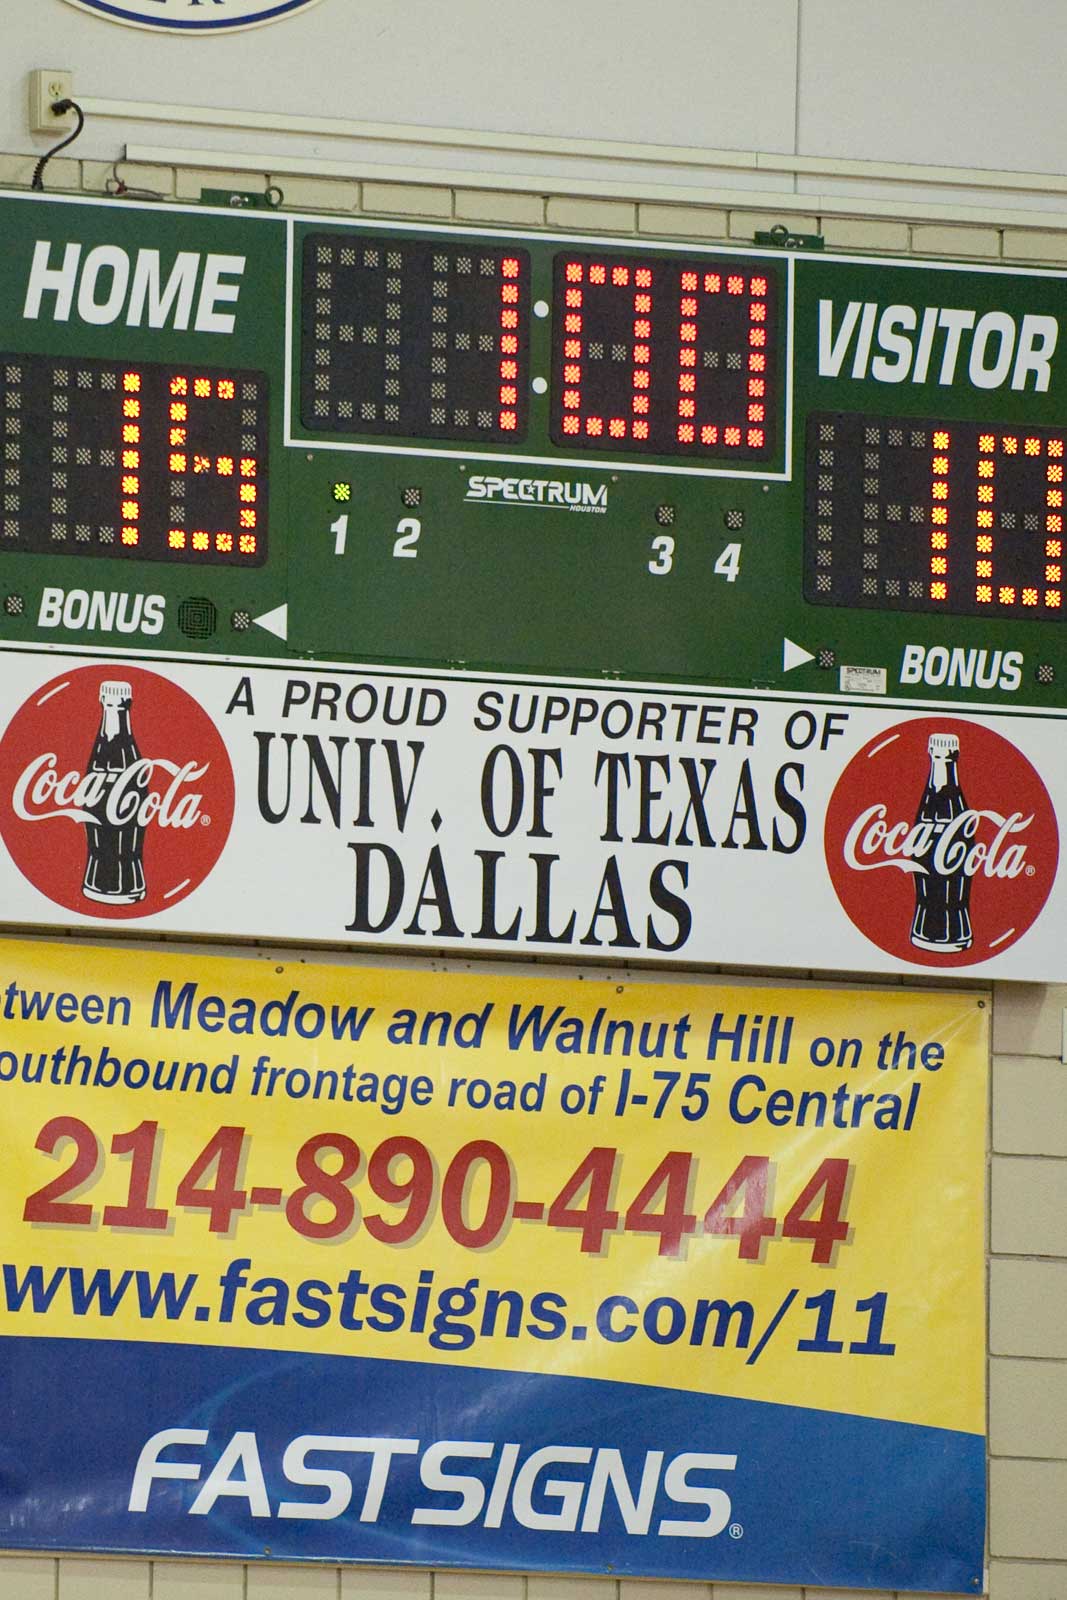 HOME
1:00
VISITOR
15
10
SPECTRUM
HOUSTON
1 2 3 4
BONUS
BONUS
A PROUD SUPPORTER OF
UNIV. OF TEXAS
DALLAS
Coca-Cola®
Coca-Cola®
tween Meadow and Walnut Hill on the
outhbound frontage road of I-75 Central
214-890-4444
www.fastsigns.com/11
FASTSIGNS®